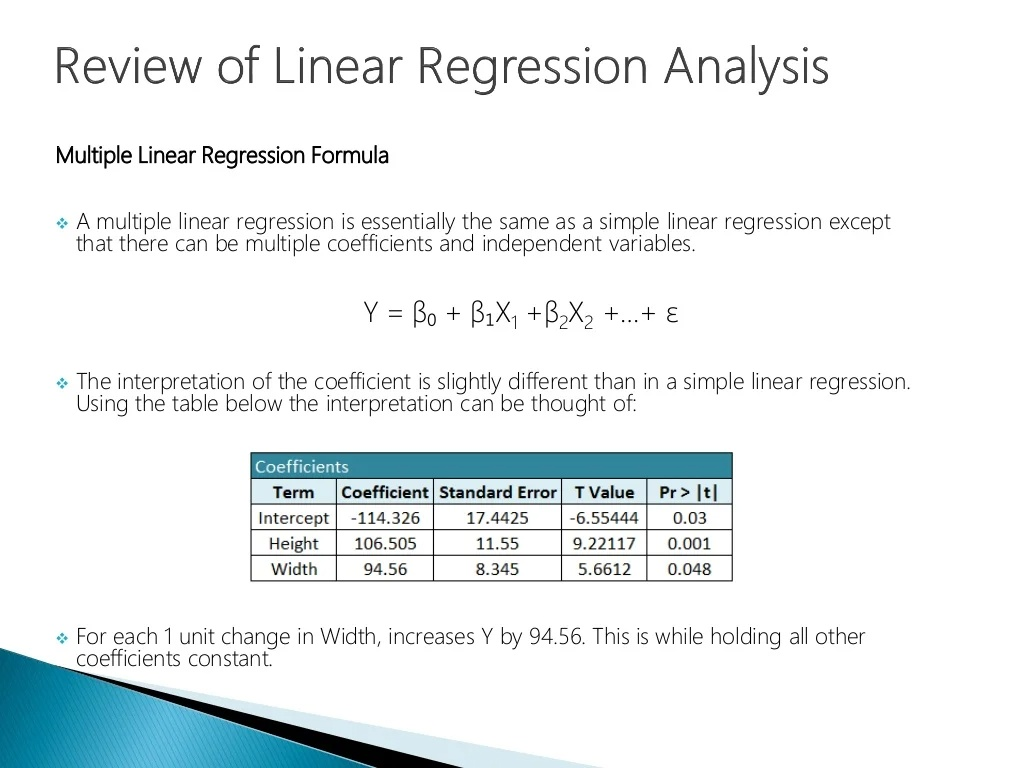 Review of Linear Regression Analysis
Multiple Linear Regression Formula
❖ A multiple linear regression is essentially the same as a simple linear regression except
that there can be multiple coefficients and independent variables.
Y = β₀ + β₁X₁ +β₂X₂ +...+ ε
❖ The interpretation of the coefficient is slightly different than in a simple linear regression.
Using the table below the interpretation can be thought of:
Coefficients
Term Coefficient Standard Error T Value Pr > |t|
Intercept -114.326 17.4425 -6.55444 0.03
Height 106.505 11.55 9.22117 0.001
Width 94.56 8.345 5.6612 0.048
❖ For each 1 unit change in Width, increases Y by 94.56. This is while holding all other
coefficients constant.